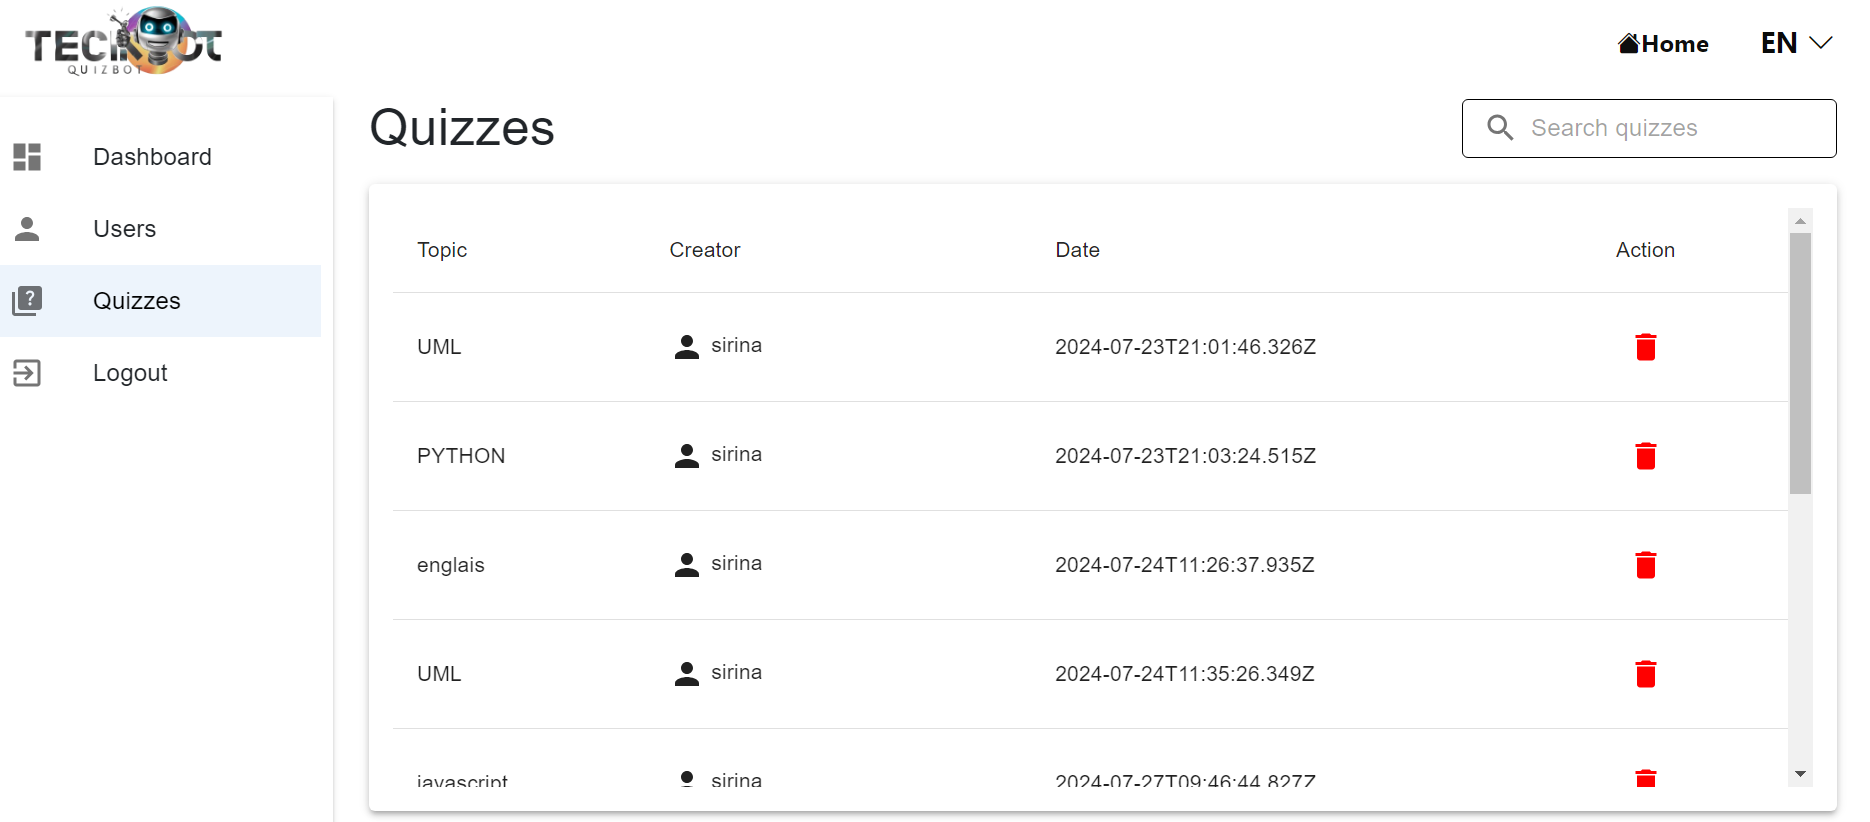 QUIZBOT
Home
EN
Dashboard
Users
Quizzes
Logout
Quizzes
Search quizzes
Topic Creator Date Action
UML sirina 2024-07-23T21:01:46.326Z
PYTHON sirina 2024-07-23T21:03:24.515Z
englais sirina 2024-07-24T11:26:37.935Z
UML sirina 2024-07-24T11:35:26.349Z
javascript sirina 2024-07-27T09:46:44.827Z